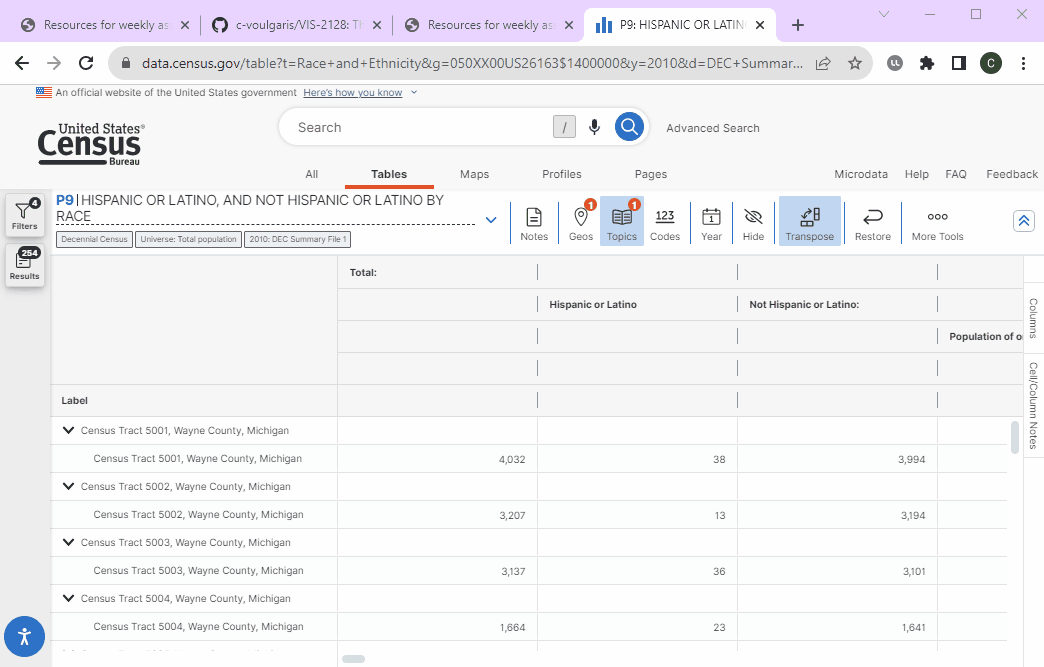 Resources for weekly as
c-voulgaris/VIS-2128: Th
Resources for weekly as
P9: HISPANIC OR LATIN
data.census.gov/table?t=Race+and+Ethnicity&g=050XX00US26163$1400000&y=2010&d=DEC+Summar...
UL
C
An official website of the United States government Here's how you know
United States®
Census
Bureau
Search
/
Advanced Search
All
Tables
Maps
Profiles
Pages
Microdata
Help
FAQ
Feedback
4
Filters
254
Results
P9 | HISPANIC OR LATINO, AND NOT HISPANIC OR LATINO BY
RACE
Decennial Census
Universe: Total population
2010: DEC Summary File 1
Notes
1
Geos
1
Topics
123
Codes
1
Year
Hide
Transpose
Restore
More Tools
Total:
Hispanic or Latino
Not Hispanic or Latino:
Population of o
Label
Columns
Cell/Column Notes
Census Tract 5001, Wayne County, Michigan
Census Tract 5001, Wayne County, Michigan 4,032 38 3,994
Census Tract 5002, Wayne County, Michigan
Census Tract 5002, Wayne County, Michigan 3,207 13 3,194
Census Tract 5003, Wayne County, Michigan
Census Tract 5003, Wayne County, Michigan 3,137 36 3,101
Census Tract 5004, Wayne County, Michigan
Census Tract 5004, Wayne County, Michigan 1,664 23 1,641